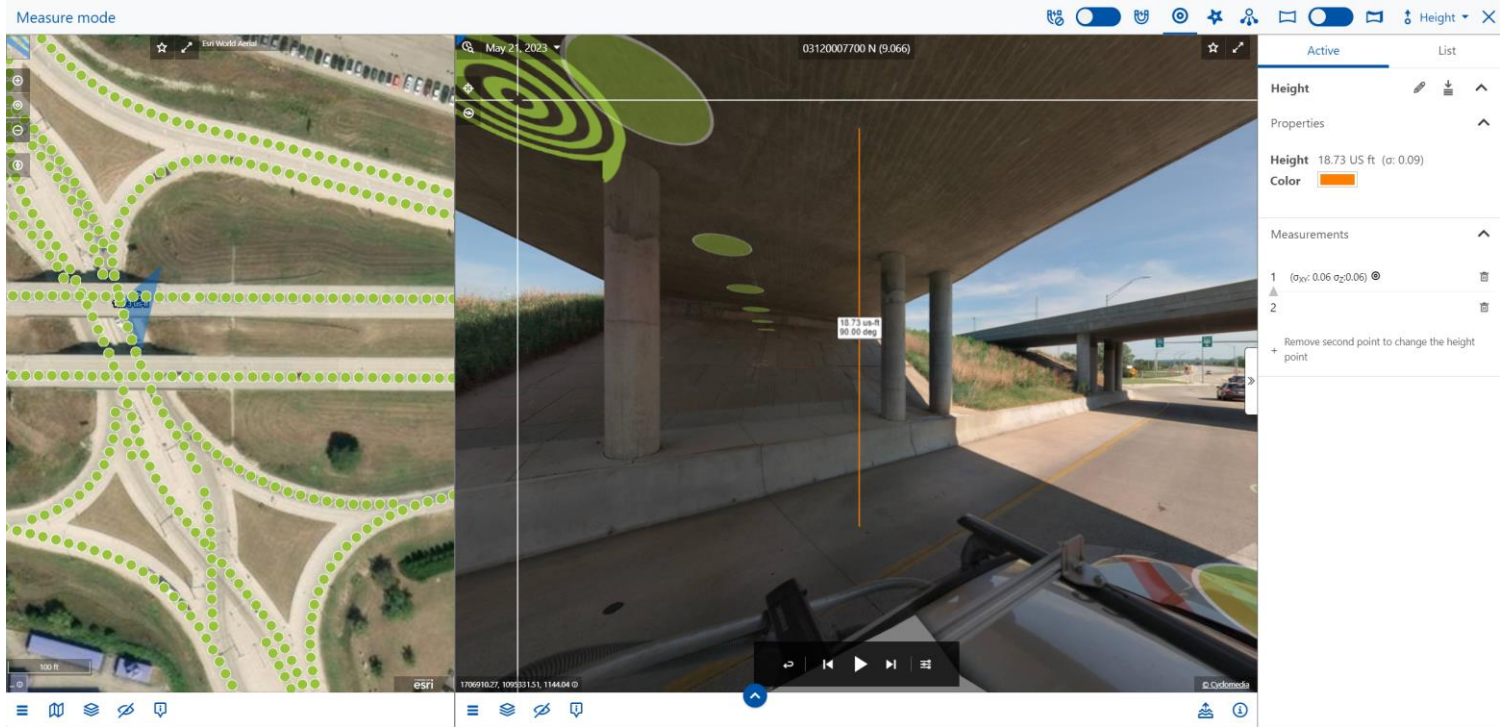 Measure mode
Height
Esri World Aerial
May 21, 2023
03120007700 N (9.066)
Active
List
Height
Properties
Height 18.73 US ft (σ: 0.09)
Color
Measurements
1 (σXY: 0.06 σZ:0.06)
2
+ Remove second point to change the height
point
18.73 us-ft
90.00 deg
100 ft
esri
1706910.27, 1095331.51, 1144.04
© Cyclomedia